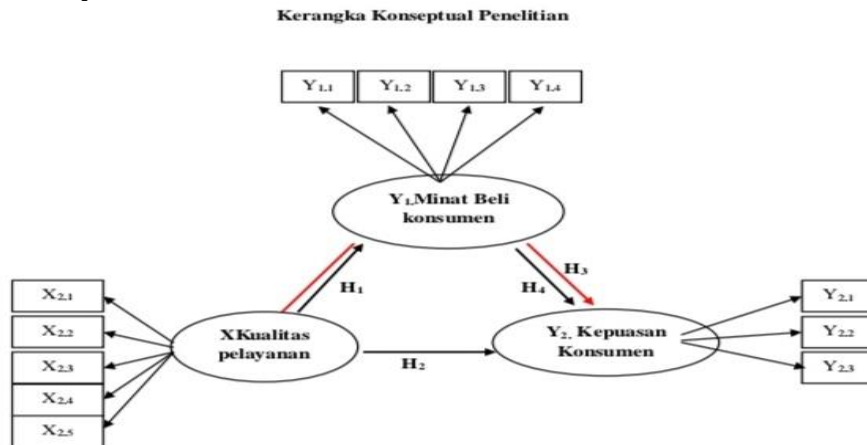 Kerangka Konseptual Penelitian
Y1.1 Y1.2 Y1.3 Y1.4
Y1.Minat Beli
konsumen
H1
H3
H4
X2.1
X2.2
X2.3
X2.4
X2.5
XKualitas
pelayanan
H2
Y2. Kepuasan
Konsumen
Y2.1
Y2.2
Y2.3